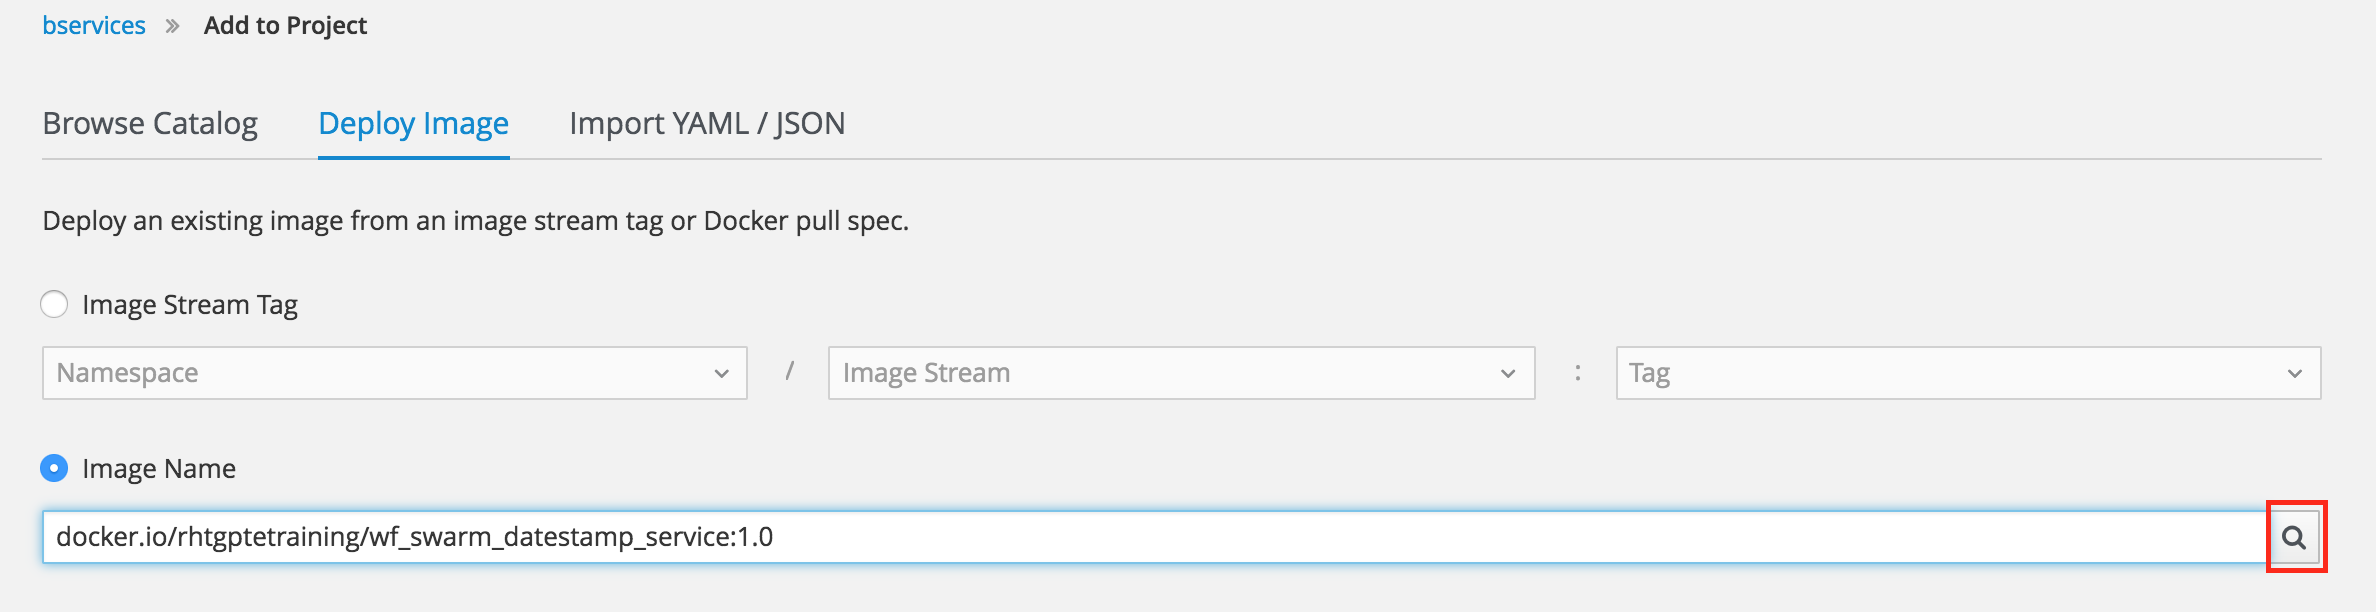 bservices » Add to Project
Browse Catalog Deploy Image Import YAML / JSON
Deploy an existing image from an image stream tag or Docker pull spec.
Image Stream Tag
Namespace / Image Stream : Tag
Image Name
docker.io/rhtgptetraining/wf_swarm_datestamp_service:1.0